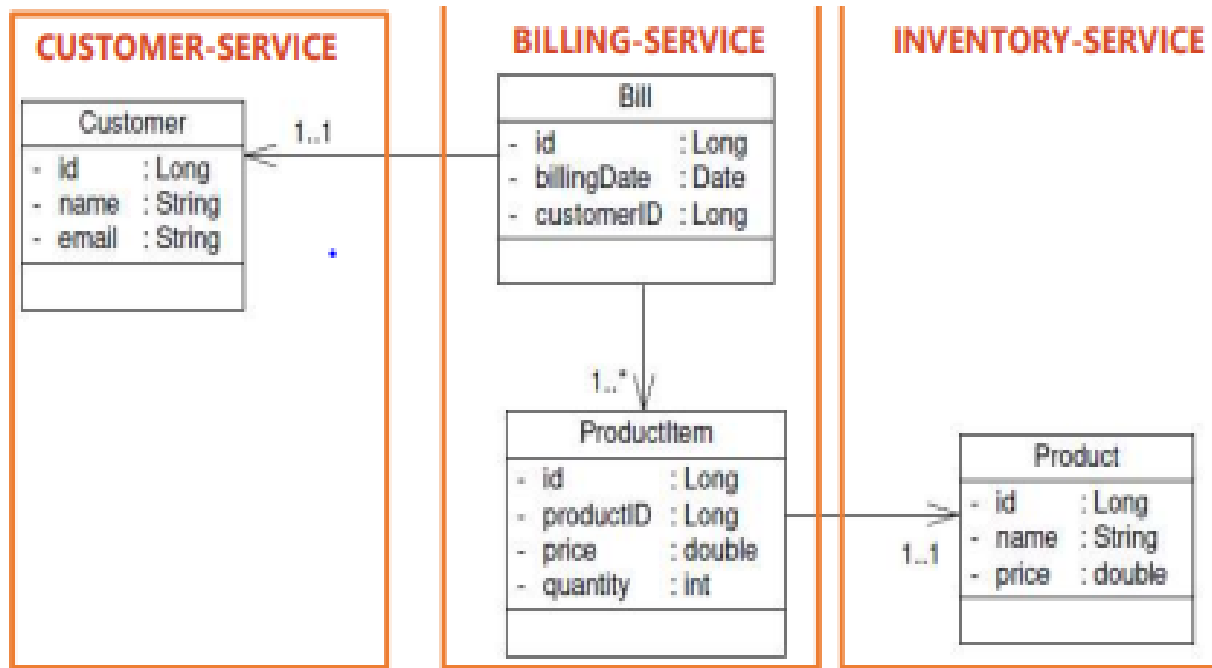 CUSTOMER-SERVICE
Customer
- id : Long
- name : String
- email : String
1..1
BILLING-SERVICE
Bill
- id : Long
- billingDate : Date
- customerID : Long
1..*
ProductItem
- id : Long
- productID : Long
- price : double
- quantity : int
INVENTORY-SERVICE
1..1
Product
- id : Long
- name : String
- price : double